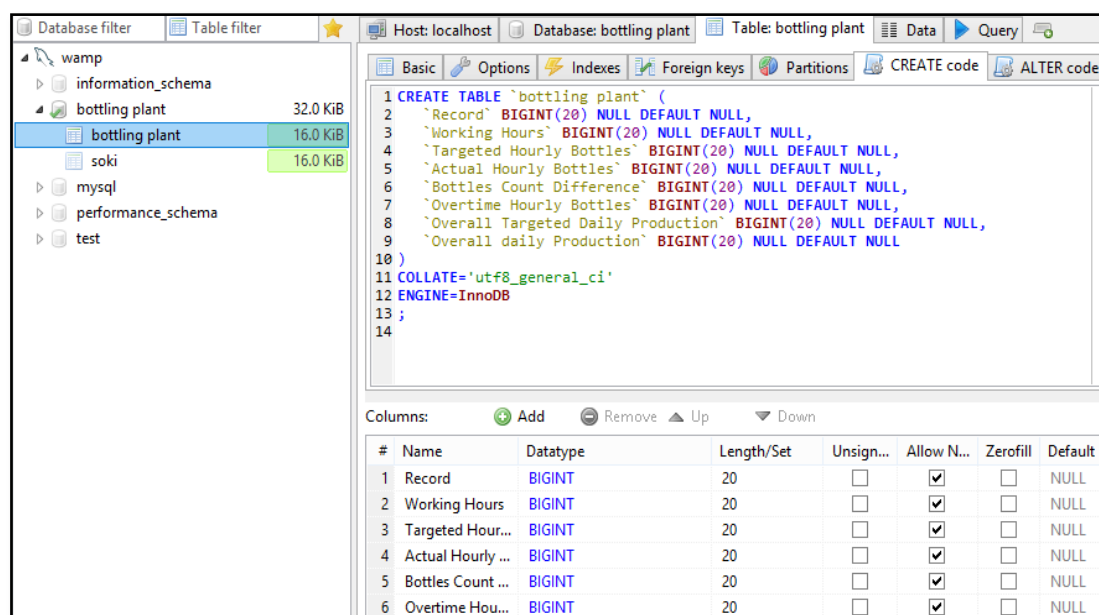 Database filter Table filter
wamp
information_schema
bottling plant 32.0 KiB
bottling plant 16.0 KiB
soki 16.0 KiB
mysql
performance_schema
test
Host: localhost Database: bottling plant Table: bottling plant Data Query
Basic Options Indexes Foreign keys Partitions CREATE code ALTER code
1 CREATE TABLE `bottling plant` (
2 `Record` BIGINT(20) NULL DEFAULT NULL,
3 `Working Hours` BIGINT(20) NULL DEFAULT NULL,
4 `Targeted Hourly Bottles` BIGINT(20) NULL DEFAULT NULL,
5 `Actual Hourly Bottles` BIGINT(20) NULL DEFAULT NULL,
6 `Bottles Count Difference` BIGINT(20) NULL DEFAULT NULL,
7 `Overtime Hourly Bottles` BIGINT(20) NULL DEFAULT NULL,
8 `Overall Targeted Daily Production` BIGINT(20) NULL DEFAULT NULL,
9 `Overall daily Production` BIGINT(20) NULL DEFAULT NULL
10 )
11 COLLATE='utf8_general_ci'
12 ENGINE=InnoDB
13 ;
14
Columns: Add Remove Up Down
# Name Datatype Length/Set Unsign... Allow N... Zerofill Default
1 Record BIGINT 20 NULL
2 Working Hours BIGINT 20 NULL
3 Targeted Hour... BIGINT 20 NULL
4 Actual Hourly ... BIGINT 20 NULL
5 Bottles Count ... BIGINT 20 NULL
6 Overtime Hou... BIGINT 20 NULL